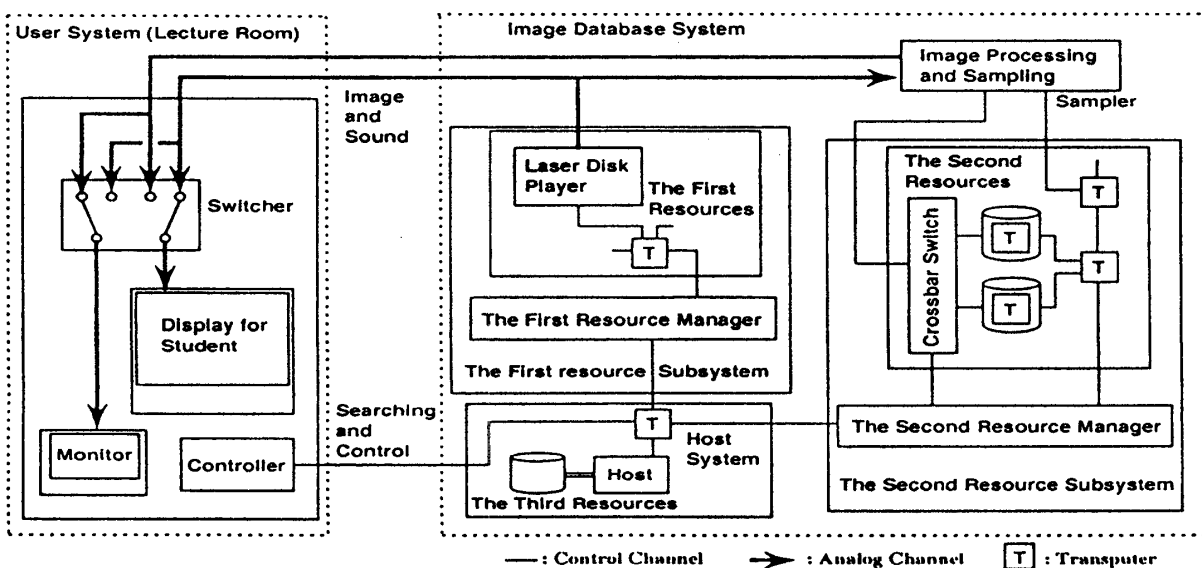 User System (Lecture Room)
Image Database System
Image Processing
and Sampling
Sampler
Image
and
Sound
Switcher
Display for
Student
Monitor
Controller
Searching
and
Control
Laser Disk
Player
The First
Resources
T
The First Resource Manager
The First resource Subsystem
T
Host
System
Host
The Third Resources
The Second
Resources
Crossbar Switch
T
T
T
T
The Second Resource Manager
The Second Resource Subsystem
: Control Channel
: Analog Channel
T : Transputer